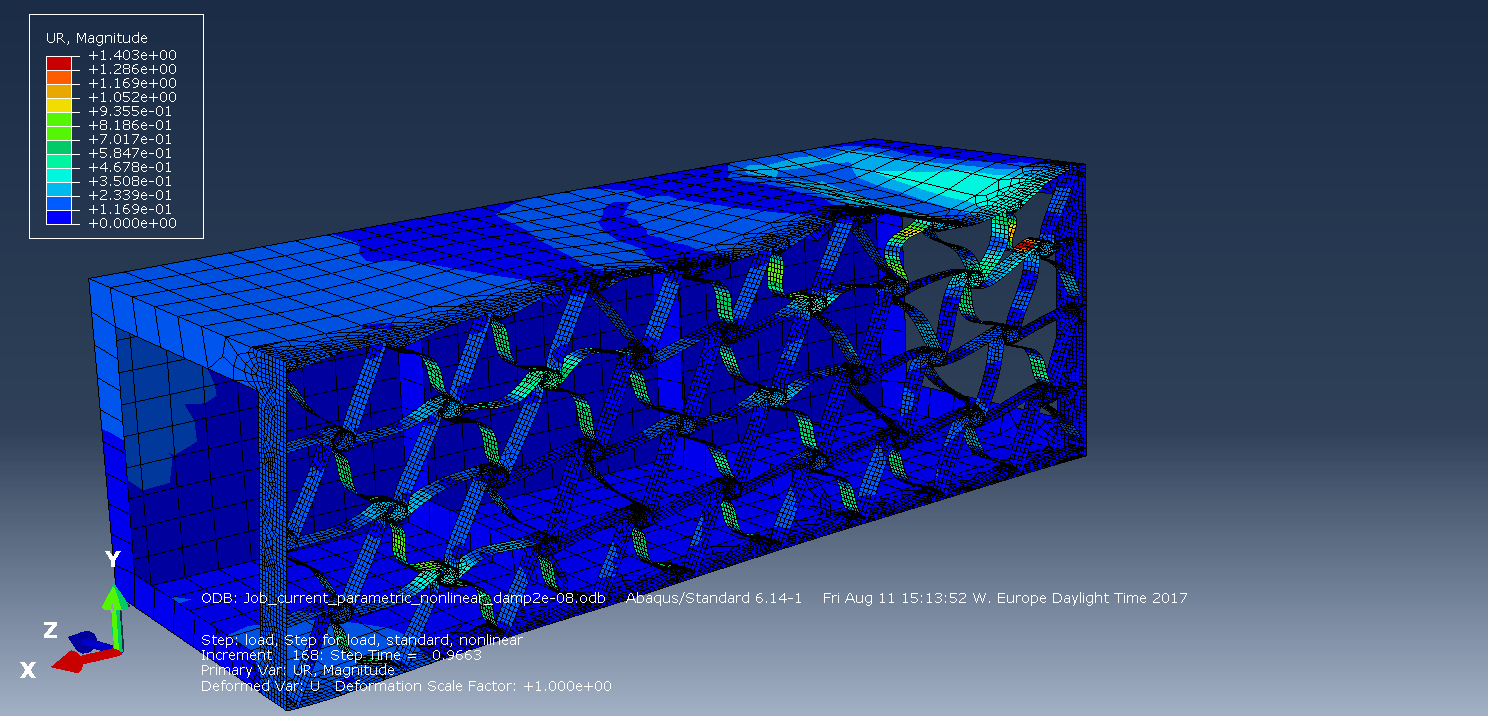 UR, Magnitude
+1.403e+00
+1.286e+00
+1.169e+00
+1.052e+00
+9.355e-01
+8.186e-01
+7.017e-01
+5.847e-01
+4.678e-01
+3.508e-01
+2.339e-01
+1.169e-01
+0.000e+00
Y
Z
X
ODB: Job_current_parametric_nonlinear_damp2e-08.odb Abaqus/Standard 6.14-1 Fri Aug 11 15:13:52 W. Europe Daylight Time 2017
Step: load, Step for load, standard, nonlinear
Increment 168: Step Time = 0.9663
Primary Var: UR, Magnitude
Deformed Var: U Deformation Scale Factor: +1.000e+00